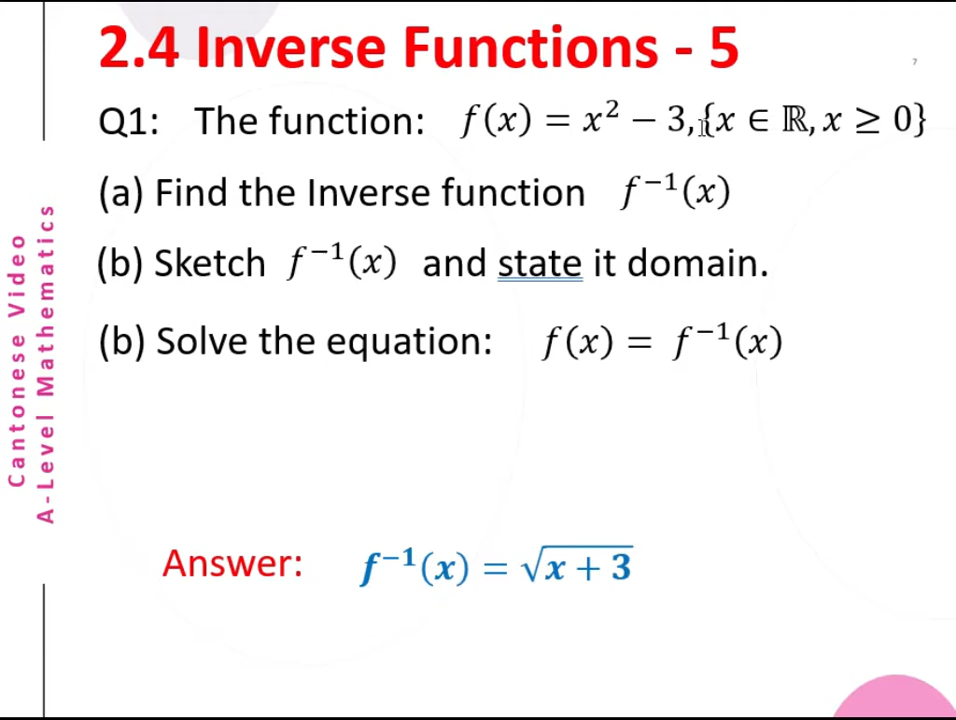 2.4 Inverse Functions - 5
7
Q1: The function: f(x) = x² − 3, {x ∈ ℝ, x ≥ 0}
(a) Find the Inverse function f⁻¹(x)
(b) Sketch f⁻¹(x) and state it domain.
(b) Solve the equation: f(x) = f⁻¹(x)
Answer: f⁻¹(x) = √(x + 3)
Cantonese Video
A-Level Mathematics